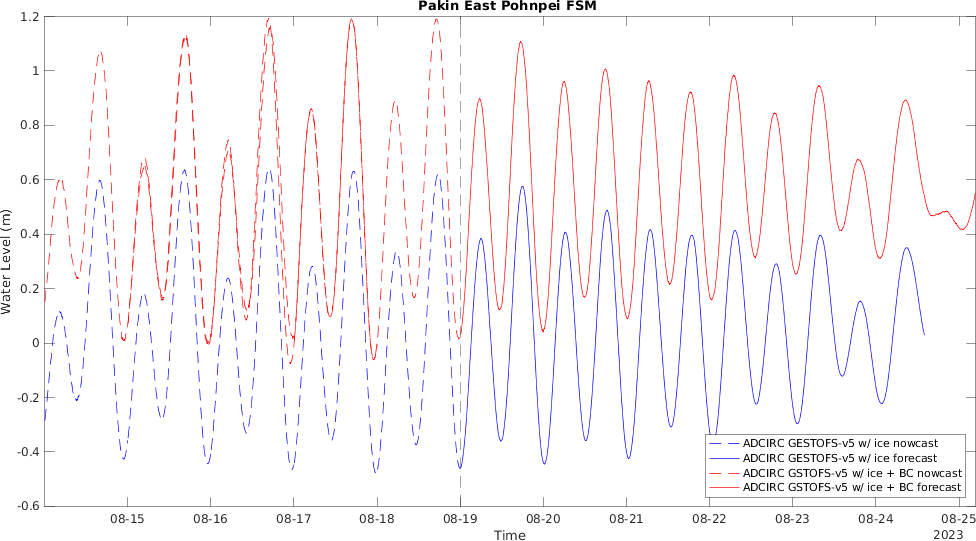 Pakin East Pohnpei FSM
1.2
1
0.8
0.6
0.4
0.2
0
-0.2
-0.4
-0.6
Water Level (m)
ADCIRC GESTOFS-v5 w/ ice nowcast
ADCIRC GESTOFS-v5 w/ ice forecast
ADCIRC GSTOFS-v5 w/ice + BC nowcast
ADCIRC GSTOFS-v5 w/ice + BC forecast
08-15 08-16 08-17 08-18 08-19 08-20 08-21 08-22 08-23 08-24 08-25
Time
2023